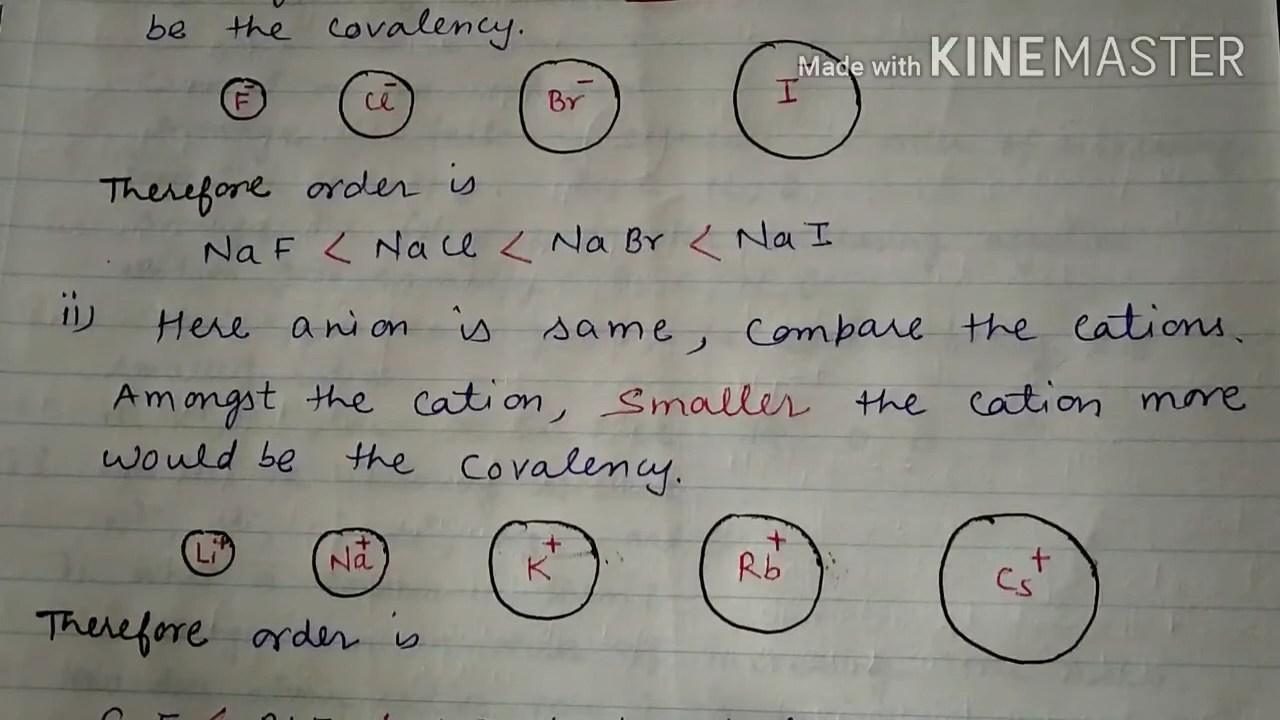 be the covalency.
Made with KINEMASTER
F⁻ Cl⁻ Br⁻ I
Therefore order is
NaF < NaCl < NaBr < NaI
ii) Here anion is same, compare the cations.
Amongst the cation, Smaller the cation more
would be the covalency.
Li⁺ Na⁺ K⁺ Rb⁺ Cs⁺
Therefore order is